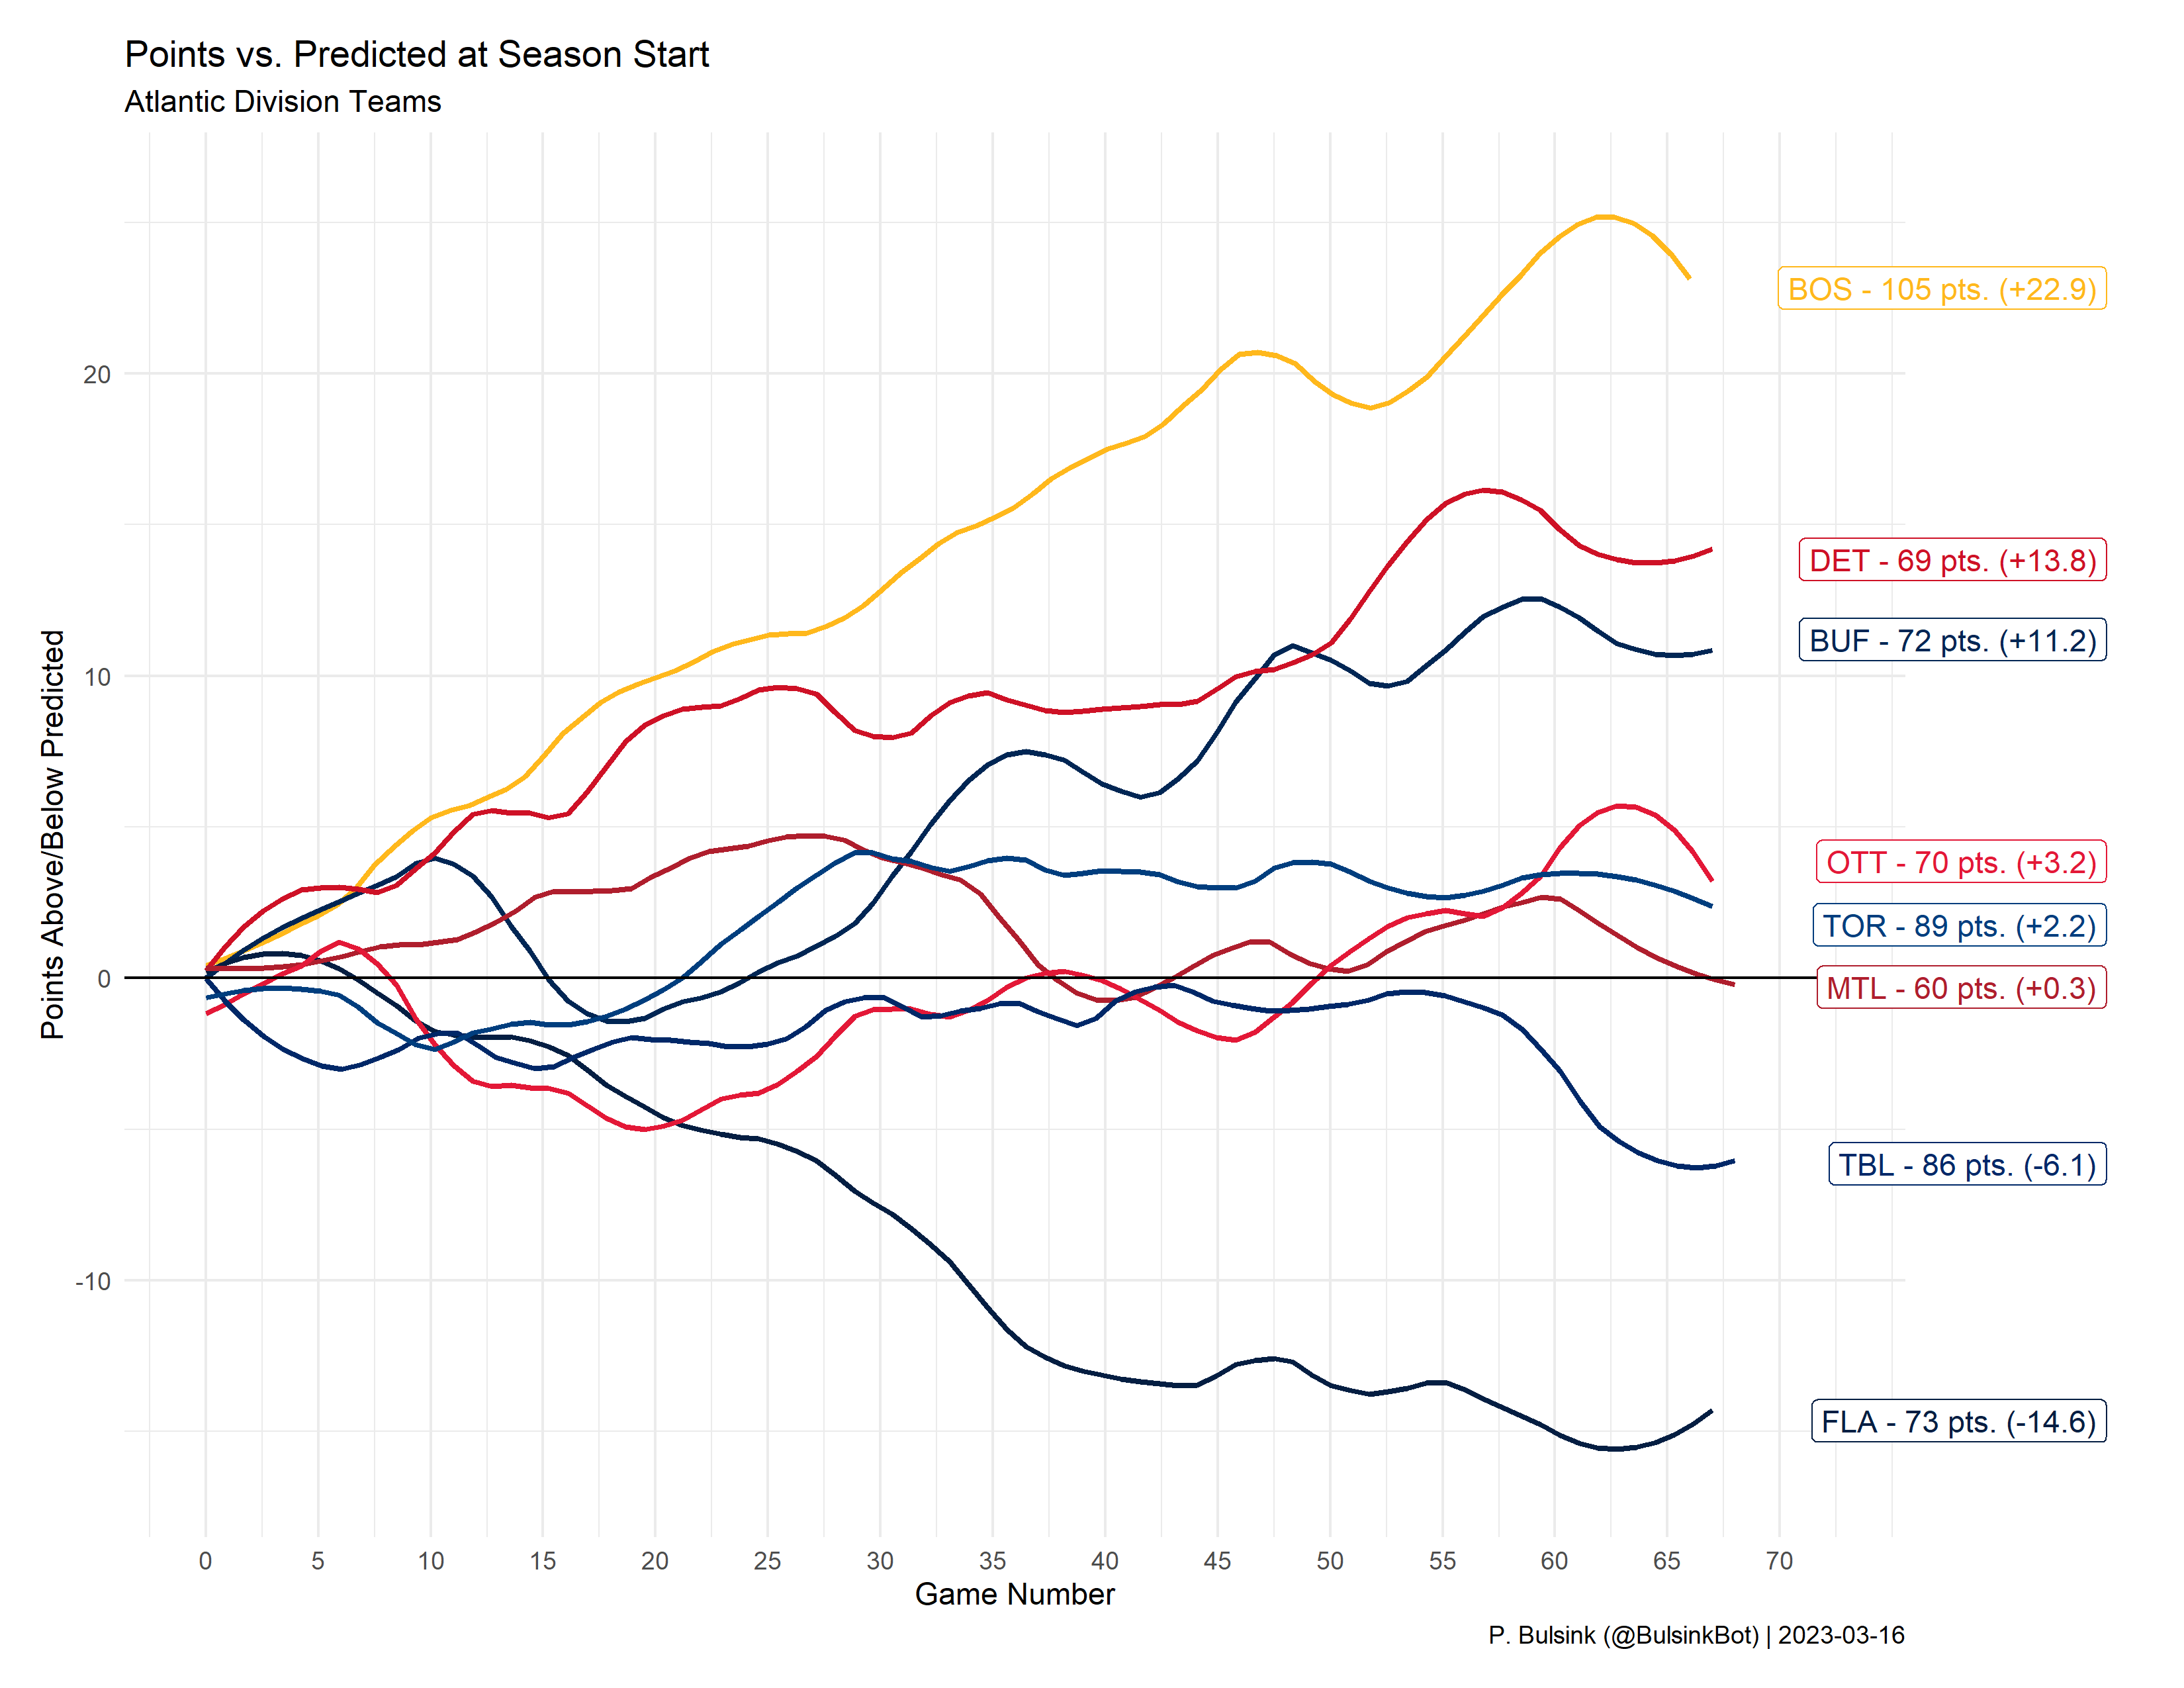 Points vs. Predicted at Season Start
Atlantic Division Teams
Points Above/Below Predicted
20
10
0
-10
BOS - 105 pts. (+22.9)
DET - 69 pts. (+13.8)
BUF - 72 pts. (+11.2)
OTT - 70 pts. (+3.2)
TOR - 89 pts. (+2.2)
MTL - 60 pts. (+0.3)
TBL - 86 pts. (-6.1)
FLA - 73 pts. (-14.6)
0 5 10 15 20 25 30 35 40 45 50 55 60 65 70
Game Number
P. Bulsink (@BulsinkBot) | 2023-03-16